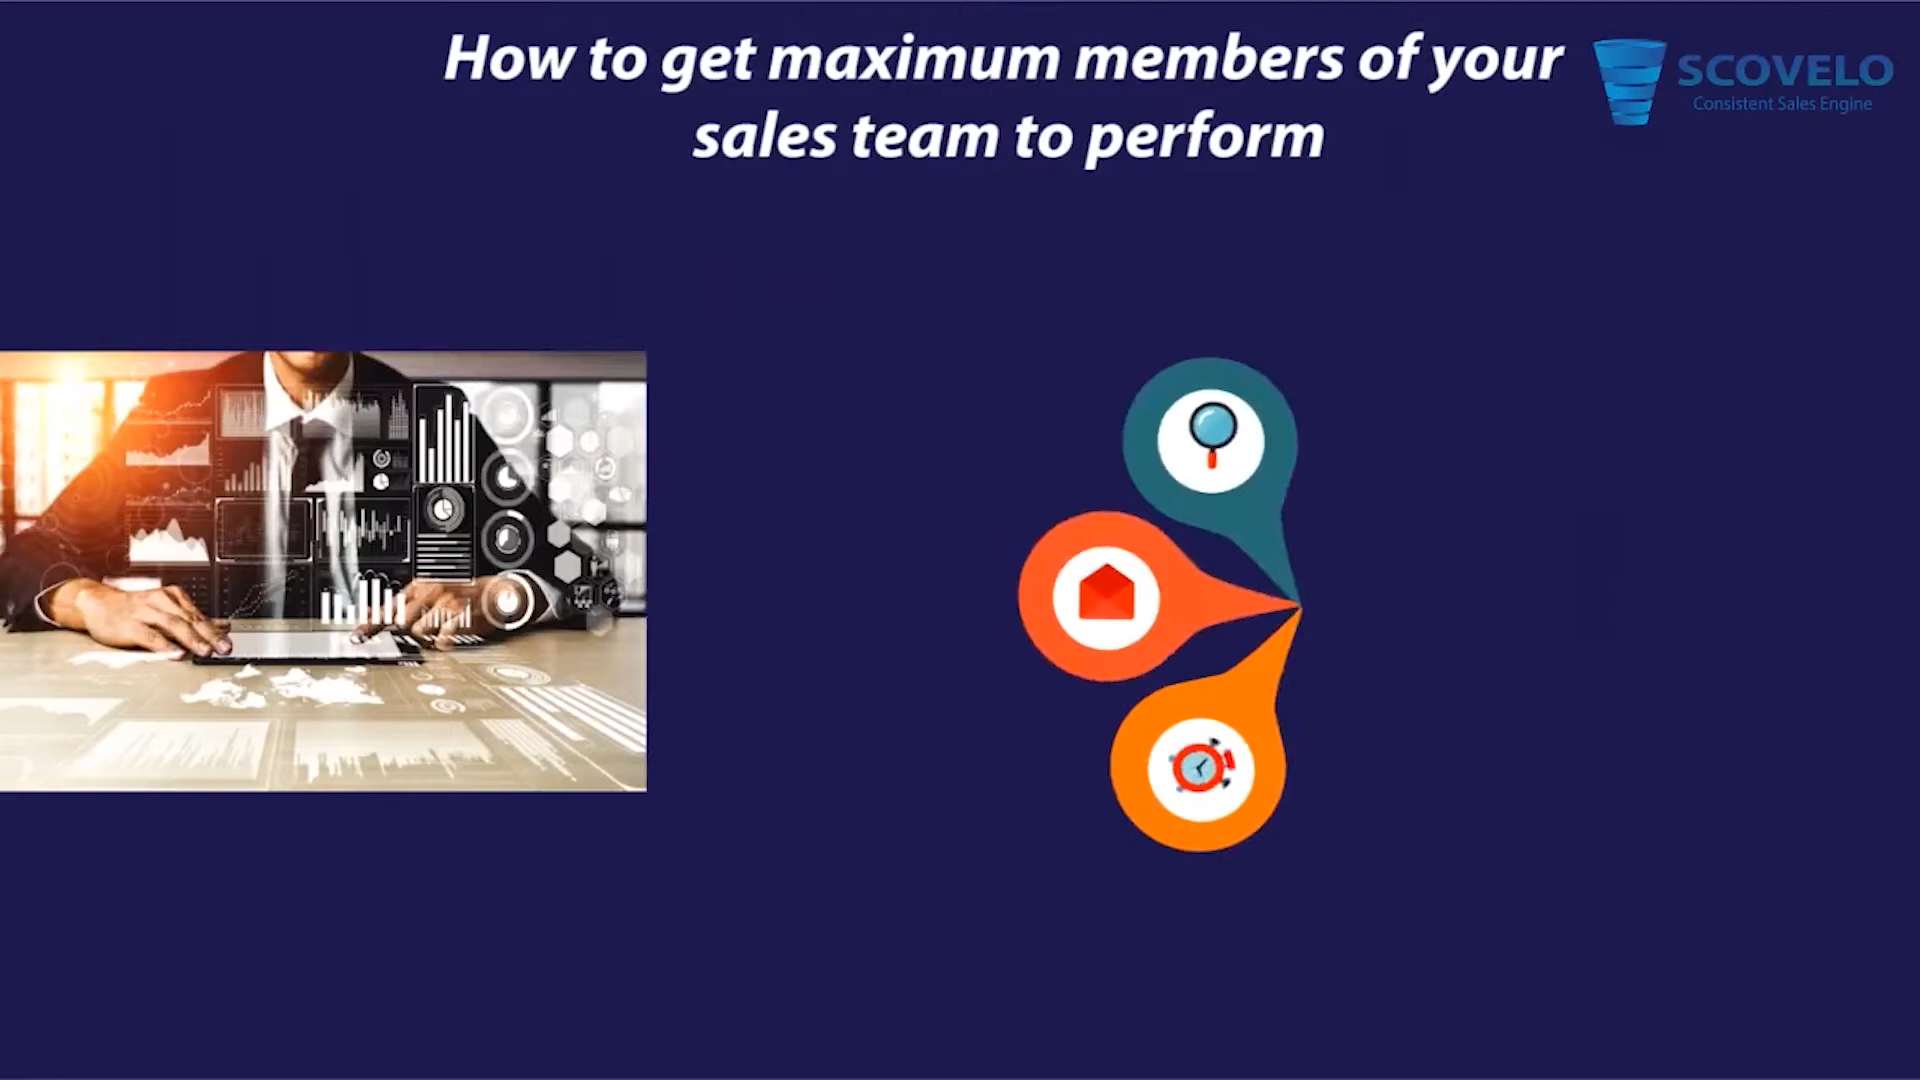 How to get maximum members of your
sales team to perform
SCOVELO
Consistent Sales Engine